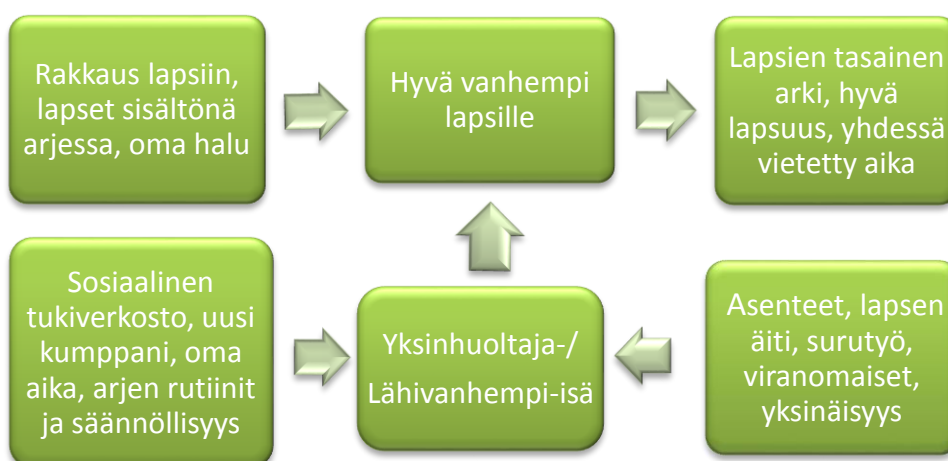 Rakkaus lapsiin,
lapset sisältönä
arjessa, oma halu
Hyvä vanhempi
lapsille
Lapsien tasainen
arki, hyvä
lapsuus, yhdessä
vietetty aika
Sosiaalinen
tukiverkosto, uusi
kumppani, oma
aika, arjen rutiinit
ja säännöllisyys
Yksinhuoltaja-/
Lähivanhempi-isä
Asenteet, lapsen
äiti, surutyö,
viranomaiset,
yksinäisyys